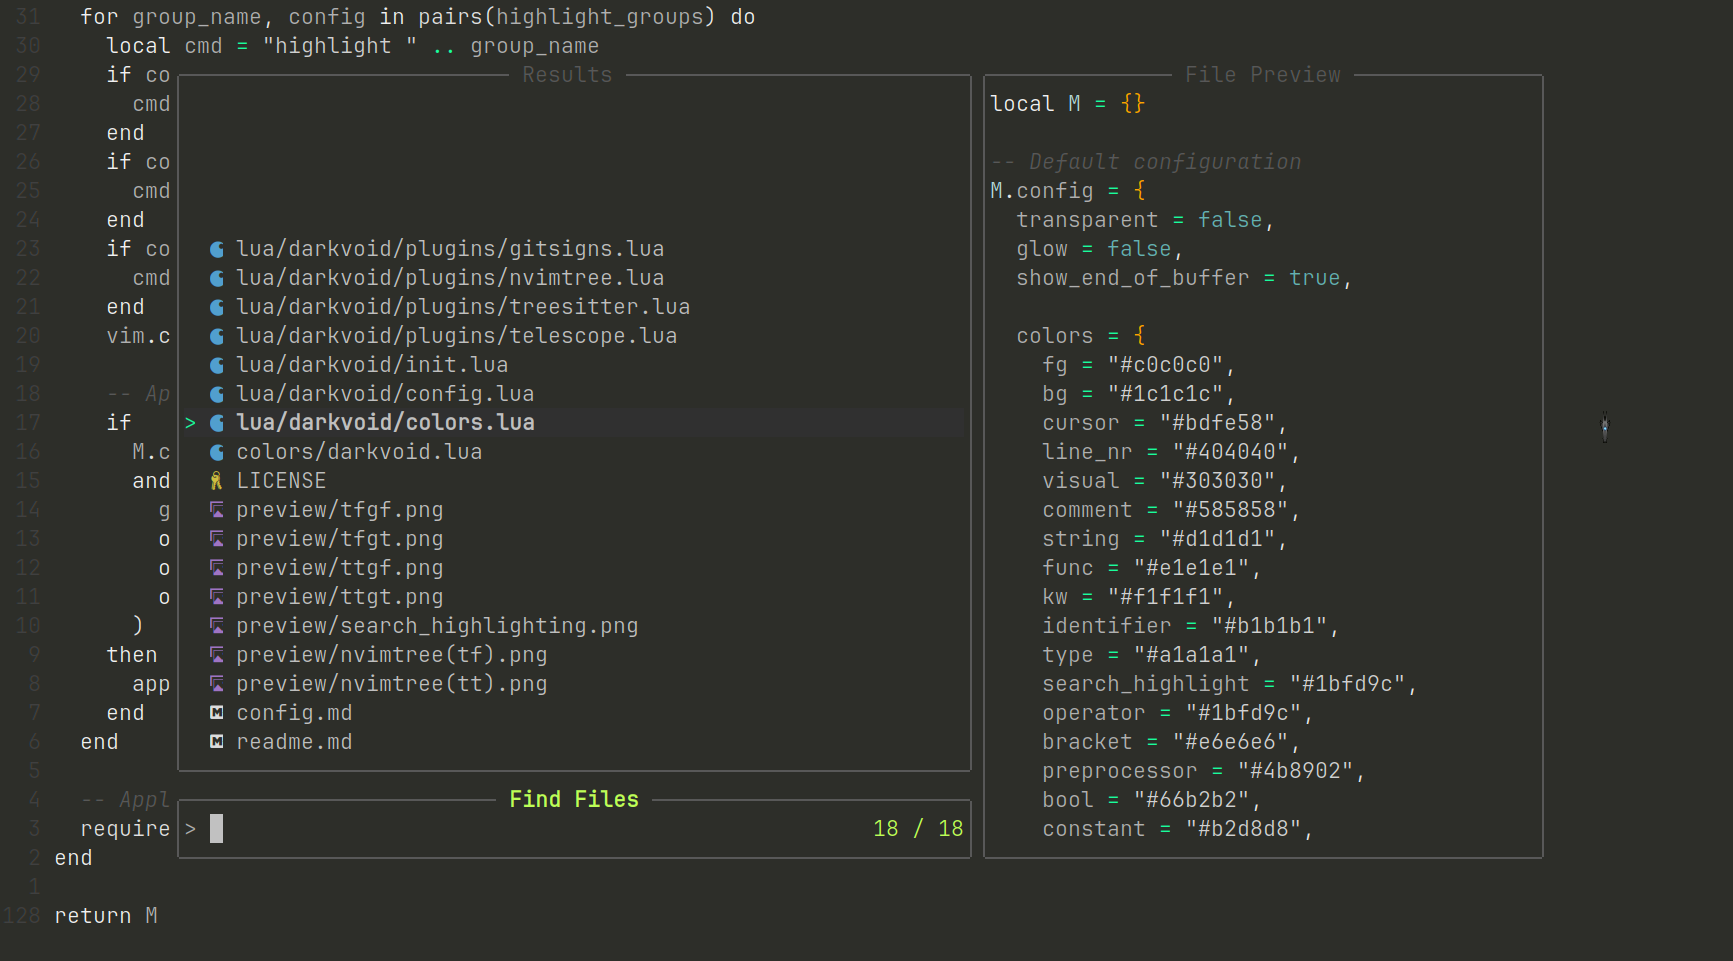 31   for group_name, config in pairs(highlight_groups) do
30     local cmd = "highlight " .. group_name
29     if co
28       cmd
27     end
26     if co
25       cmd
24     end
23     if co
22       cmd
21     end
20     vim.c
19
18     -- Ap
17     if
16       M.c
15       and
14         g
13         o
12         o
11         o
10       )
9     then
8       app
7     end
6   end
5
4   -- Appl
3   require
2 end
1
128 return M
Results
lua/darkvoid/plugins/gitsigns.lua
lua/darkvoid/plugins/nvimtree.lua
lua/darkvoid/plugins/treesitter.lua
lua/darkvoid/plugins/telescope.lua
lua/darkvoid/init.lua
lua/darkvoid/config.lua
> lua/darkvoid/colors.lua
colors/darkvoid.lua
LICENSE
preview/tfgf.png
preview/tfgt.png
preview/ttgf.png
preview/ttgt.png
preview/search_highlighting.png
preview/nvimtree(tf).png
preview/nvimtree(tt).png
config.md
readme.md
Find Files
> 18 / 18
File Preview
local M = {}
-- Default configuration
M.config = {
  transparent = false,
  glow = false,
  show_end_of_buffer = true,
  colors = {
    fg = "#c0c0c0",
    bg = "#1c1c1c",
    cursor = "#bdfe58",
    line_nr = "#404040",
    visual = "#303030",
    comment = "#585858",
    string = "#d1d1d1",
    func = "#e1e1e1",
    kw = "#f1f1f1",
    identifier = "#b1b1b1",
    type = "#a1a1a1",
    search_highlight = "#1bfd9c",
    operator = "#1bfd9c",
    bracket = "#e6e6e6",
    preprocessor = "#4b8902",
    bool = "#66b2b2",
    constant = "#b2d8d8",